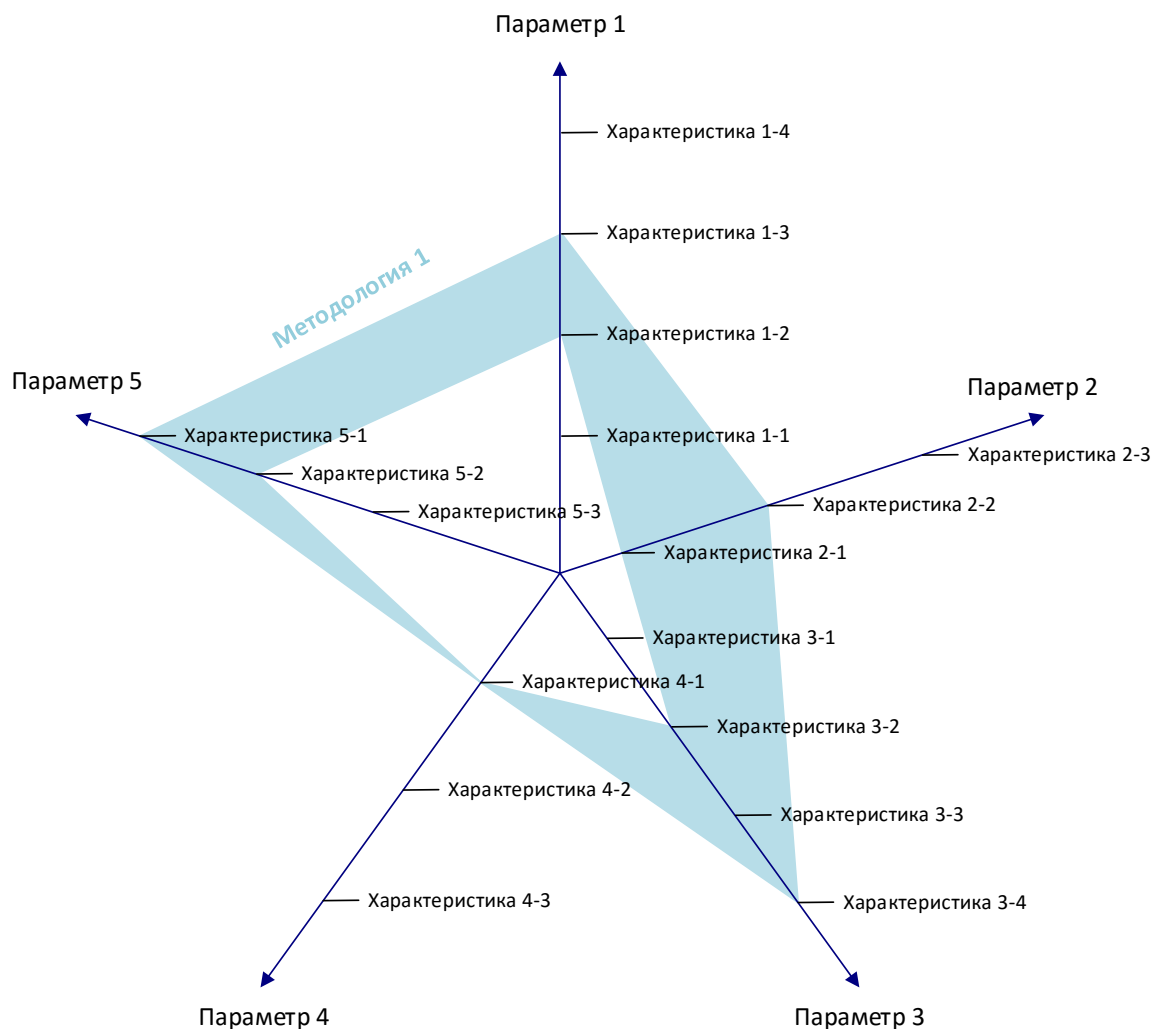 Параметр 1
Характеристика 1-4
Характеристика 1-3
Методология 1
Характеристика 1-2
Параметр 5
Параметр 2
Характеристика 5-1
Характеристика 1-1
Характеристика 2-3
Характеристика 5-2
Характеристика 2-2
Характеристика 5-3
Характеристика 2-1
Характеристика 3-1
Характеристика 4-1
Характеристика 3-2
Характеристика 4-2
Характеристика 3-3
Характеристика 4-3
Характеристика 3-4
Параметр 4
Параметр 3